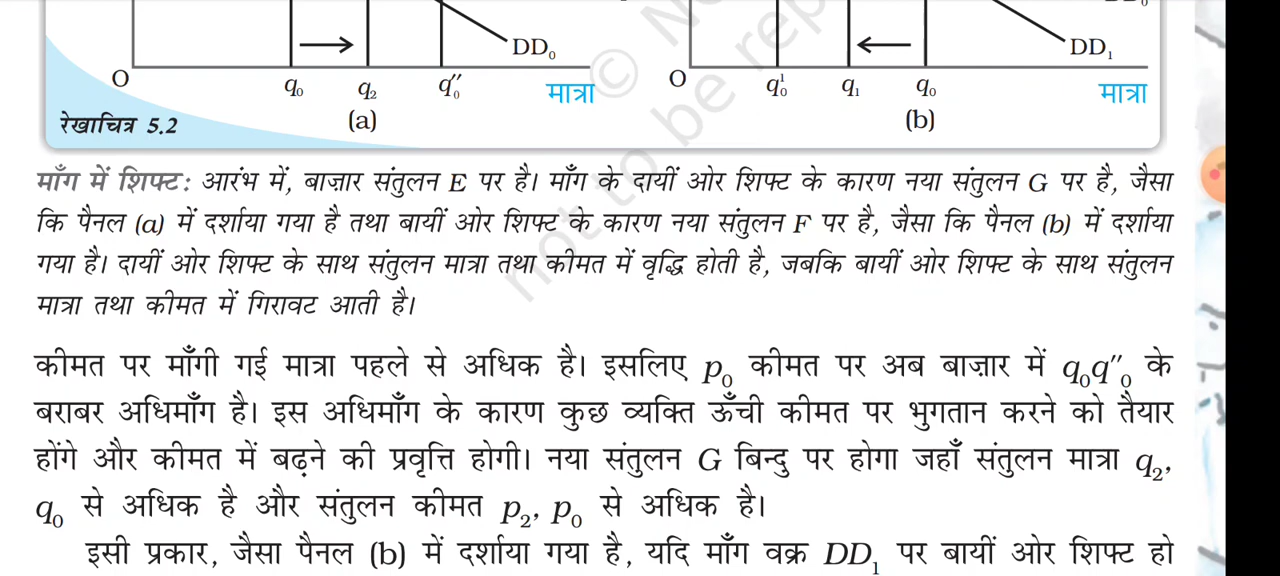 DD₀
O q₀ q₂ q″₀ मात्रा
(a)
DD₁
O q¹₀ q₁ q₀ मात्रा
(b)
रेखाचित्र 5.2
© not to be rep
माँग में शिफ्ट: आरंभ में, बाज़ार संतुलन E पर है। माँग के दायीं ओर शिफ्ट के कारण नया संतुलन G पर है, जैसा
कि पैनल (a) में दर्शाया गया है तथा बायीं ओर शिफ्ट के कारण नया संतुलन F पर है, जैसा कि पैनल (b) में दर्शाया
गया है। दायीं ओर शिफ्ट के साथ संतुलन मात्रा तथा कीमत में वृद्धि होती है, जबकि बायीं ओर शिफ्ट के साथ संतुलन
मात्रा तथा कीमत में गिरावट आती है।
कीमत पर माँगी गई मात्रा पहले से अधिक है। इसलिए p₀ कीमत पर अब बाज़ार में q₀q″₀ के
बराबर अधिमाँग है। इस अधिमाँग के कारण कुछ व्यक्ति ऊँची कीमत पर भुगतान करने को तैयार
होंगे और कीमत में बढ़ने की प्रवृत्ति होगी। नया संतुलन G बिन्दु पर होगा जहाँ संतुलन मात्रा q₂,
q₀ से अधिक है और संतुलन कीमत p₂, p₀ से अधिक है।
इसी प्रकार, जैसा पैनल (b) में दर्शाया गया है, यदि माँग वक्र DD₁ पर बायीं ओर शिफ्ट हो